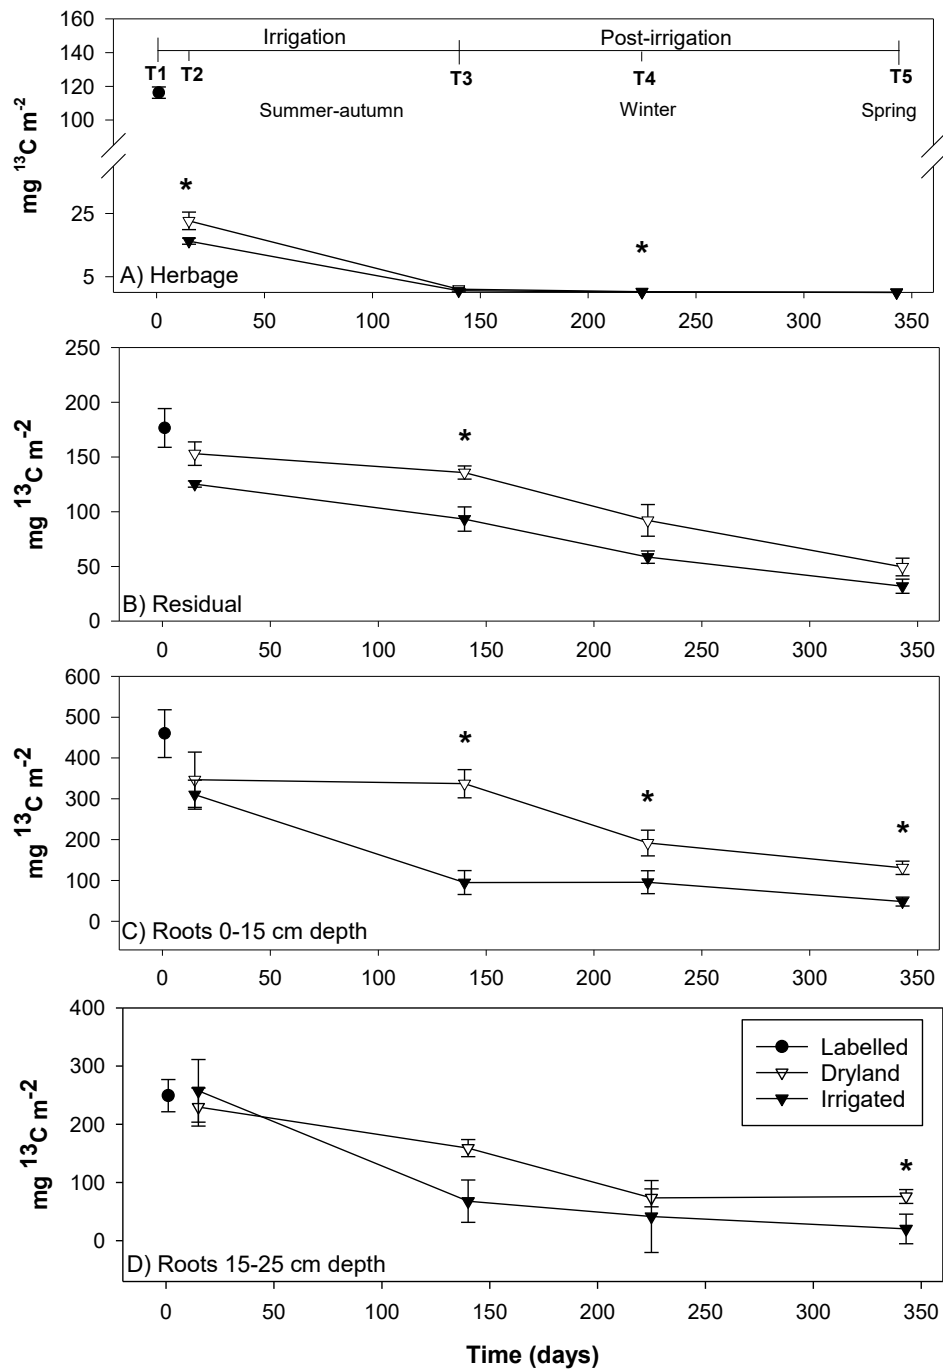 160
140
120
100
25
5
mg ¹³C m⁻²
Irrigation Post-irrigation
T1 T2 T3 T4 T5
Summer-autumn Winter Spring
*
*
A) Herbage
0 50 100 150 200 250 300 350
250
200
150
100
50
0
mg ¹³C m⁻²
*
B) Residual
0 50 100 150 200 250 300 350
600
500
400
300
200
100
0
mg ¹³C m⁻²
*
*
*
C) Roots 0-15 cm depth
0 50 100 150 200 250 300 350
400
300
200
100
0
mg ¹³C m⁻²
Labelled
Dryland
Irrigated
*
D) Roots 15-25 cm depth
0 50 100 150 200 250 300 350
Time (days)